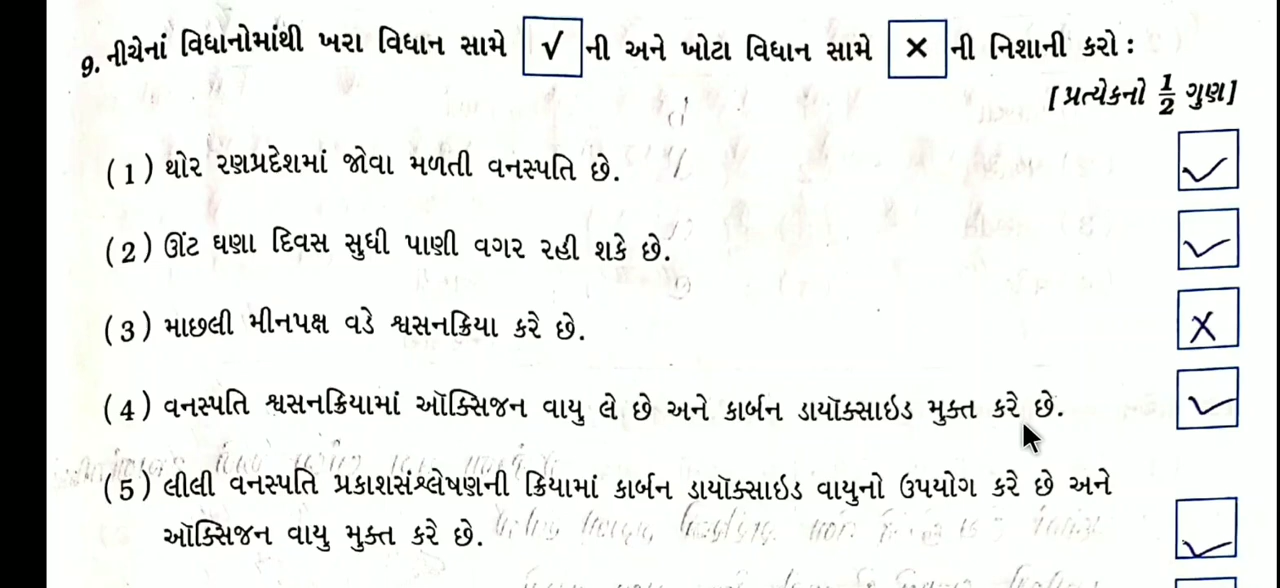 9. નીચેનાં વિધાનોમાંથી ખરા વિધાન સામે √ ની અને ખોટા વિધાન સામે × ની નિશાની કરો :
[પ્રત્યેકનો 1/2 ગુણ]
(1) થોર રણપ્રદેશમાં જોવા મળતી વનસ્પતિ છે. ✓
(2) ઊંટ ઘણા દિવસ સુધી પાણી વગર રહી શકે છે. ✓
(3) માછલી મીનપક્ષ વડે શ્વસનક્રિયા કરે છે. X
(4) વનસ્પતિ શ્વસનક્રિયામાં ઑક્સિજન વાયુ લે છે અને કાર્બન ડાયૉક્સાઇડ મુક્ત કરે છે. ✓
(5) લીલી વનસ્પતિ પ્રકાશસંશ્લેષણની ક્રિયામાં કાર્બન ડાયૉક્સાઇડ વાયુનો ઉપયોગ કરે છે અને
ઑક્સિજન વાયુ મુક્ત કરે છે. ✓